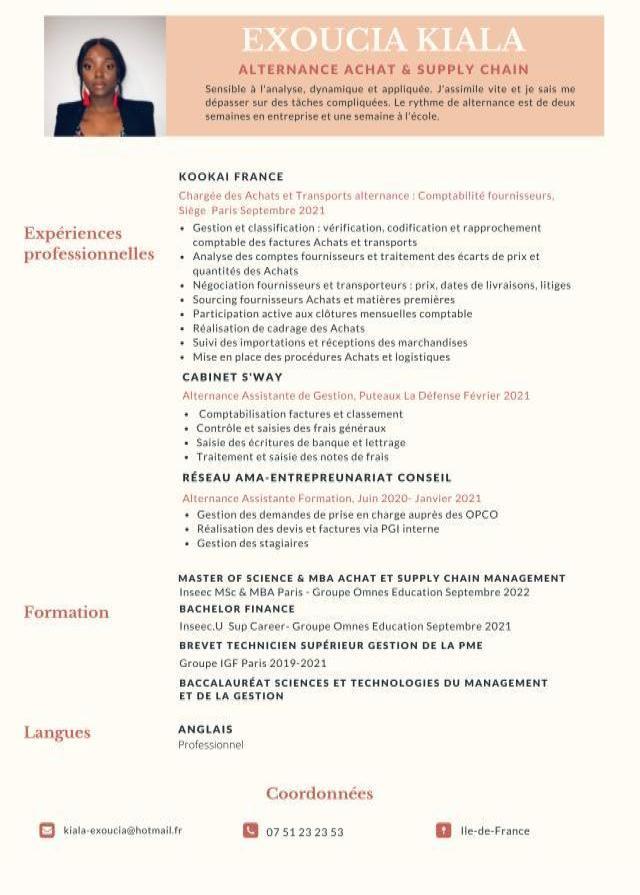 EXOUCIA KIALA
ALTERNANCE ACHAT & SUPPLY CHAIN
Sensible à l'analyse, dynamique et appliquée. J'assimile vite et je sais me
dépasser sur des tâches compliquées. Le rythme de alternance est de deux
semaines en entreprise et une semaine à l'école.
Expériences
professionnelles
KOOKAI FRANCE
Chargée des Achats et Transports alternance : Comptabilité fournisseurs,
Siège Paris Septembre 2021
• Gestion et classification : vérification, codification et rapprochement
comptable des factures Achats et transports
• Analyse des comptes fournisseurs et traitement des écarts de prix et
quantités des Achats
• Négociation fournisseurs et transporteurs : prix, dates de livraisons, litiges
• Sourcing fournisseurs Achats et matières premières
• Participation active aux clôtures mensuelles comptable
• Réalisation de cadrage des Achats
• Suivi des importations et réceptions des marchandises
• Mise en place des procédures Achats et logistiques
CABINET S'WAY
Alternance Assistante de Gestion, Puteaux La Défense Février 2021
• Comptabilisation factures et classement
• Contrôle et saisies des frais généraux
• Saisie des écritures de banque et lettrage
• Traitement et saisie des notes de frais
RÉSEAU AMA-ENTREPREUNARIAT CONSEIL
Alternance Assistante Formation, Juin 2020- Janvier 2021
• Gestion des demandes de prise en charge auprès des OPCO
• Réalisation des devis et factures via PGI interne
• Gestion des stagiaires
Formation
MASTER OF SCIENCE & MBA ACHAT ET SUPPLY CHAIN MANAGEMENT
Inseec MSc & MBA Paris - Groupe Omnes Education Septembre 2022
BACHELOR FINANCE
Inseec.U Sup Career- Groupe Omnes Education Septembre 2021
BREVET TECHNICIEN SUPÉRIEUR GESTION DE LA PME
Groupe IGF Paris 2019-2021
BACCALAURÉAT SCIENCES ET TECHNOLOGIES DU MANAGEMENT
ET DE LA GESTION
Langues
ANGLAIS
Professionnel
Coordonnées
kiala-exoucia@hotmail.fr
07 51 23 23 53
Ile-de-France